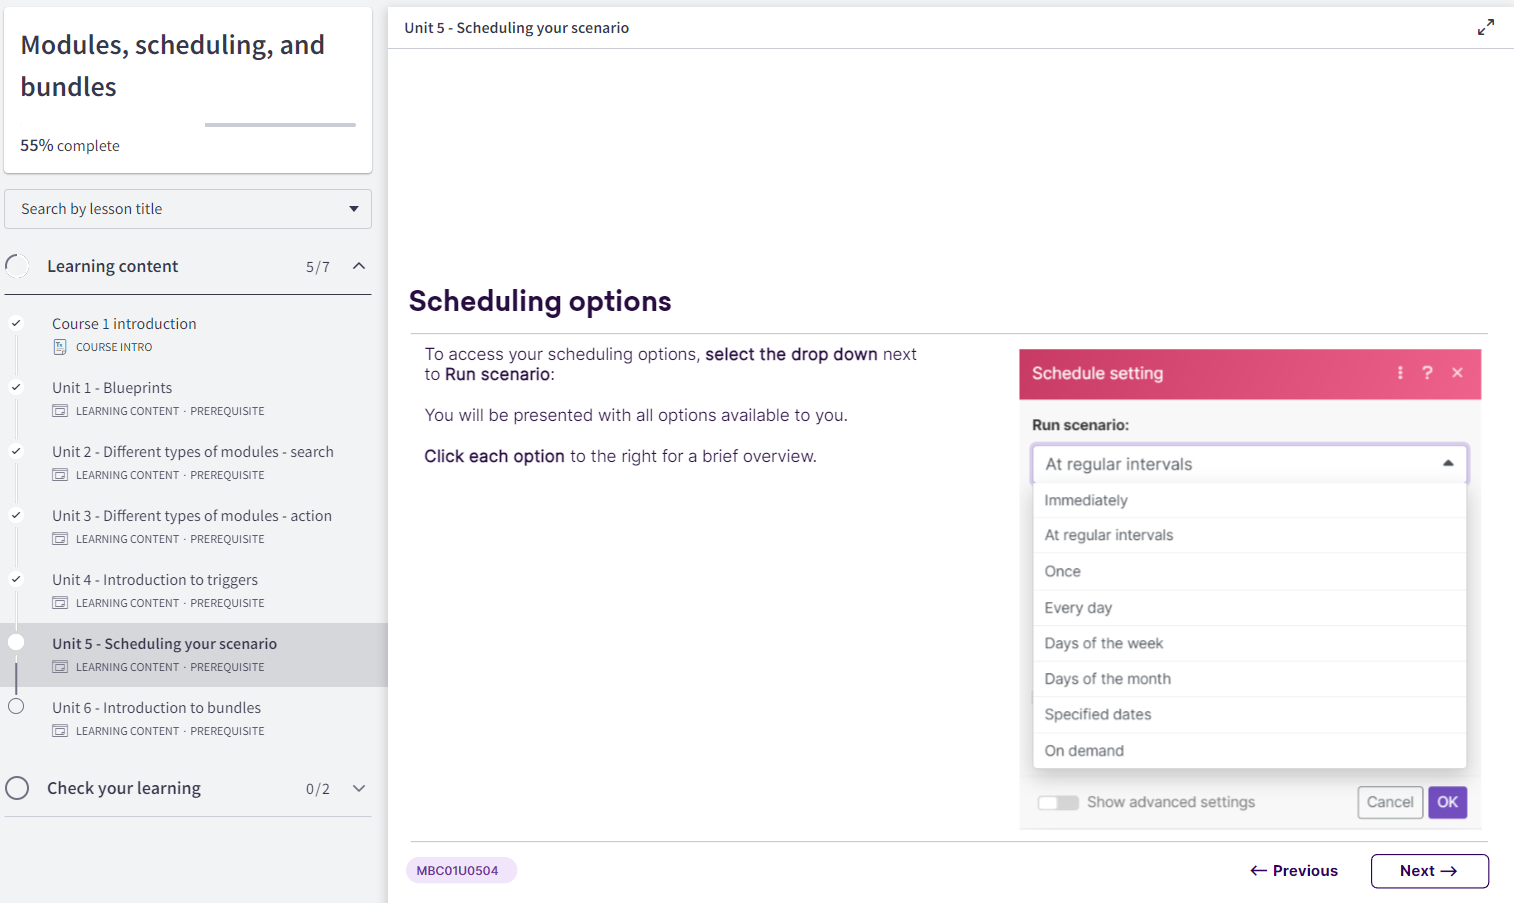 Modules, scheduling, and
bundles
55% complete
Search by lesson title
Learning content 5/7
Course 1 introduction
COURSE INTRO
Unit 1 - Blueprints
LEARNING CONTENT · PREREQUISITE
Unit 2 - Different types of modules - search
LEARNING CONTENT · PREREQUISITE
Unit 3 - Different types of modules - action
LEARNING CONTENT · PREREQUISITE
Unit 4 - Introduction to triggers
LEARNING CONTENT · PREREQUISITE
Unit 5 - Scheduling your scenario
LEARNING CONTENT · PREREQUISITE
Unit 6 - Introduction to bundles
LEARNING CONTENT · PREREQUISITE
Check your learning 0/2
Unit 5 - Scheduling your scenario
Scheduling options
To access your scheduling options, select the drop down next
to Run scenario:
You will be presented with all options available to you.
Click each option to the right for a brief overview.
Schedule setting
Run scenario:
At regular intervals
Immediately
At regular intervals
Once
Every day
Days of the week
Days of the month
Specified dates
On demand
Show advanced settings
Cancel
OK
MBC01U0504
← Previous
Next →